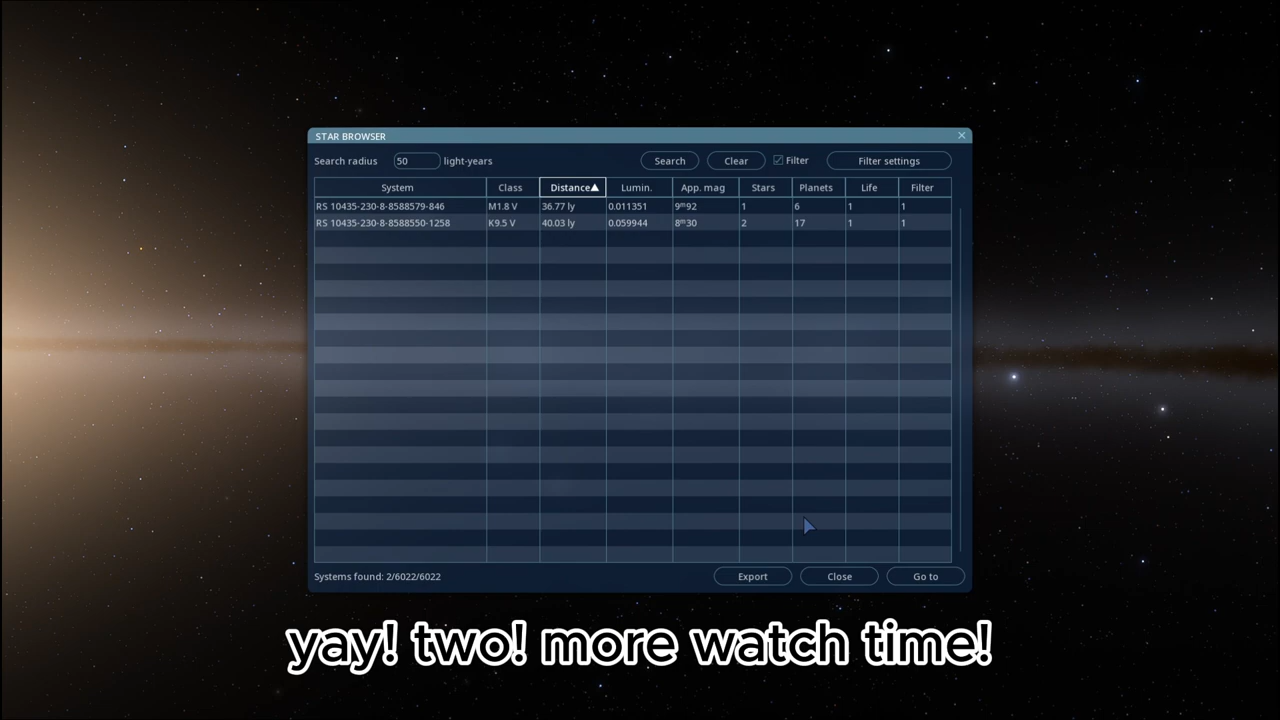 STAR BROWSER
Search radius 50 light-years Search Clear Filter Filter settings
System Class Distance▲ Lumin. App. mag Stars Planets Life Filter
RS 10435-230-8-8588579-846 M1.8 V 36.77 ly 0.011351 9ᵐ92 1 6 1 1
RS 10435-230-8-8588550-1258 K9.5 V 40.03 ly 0.059944 8ᵐ30 2 17 1 1
Systems found: 2/6022/6022 Export Close Go to
yay! two! more watch time!